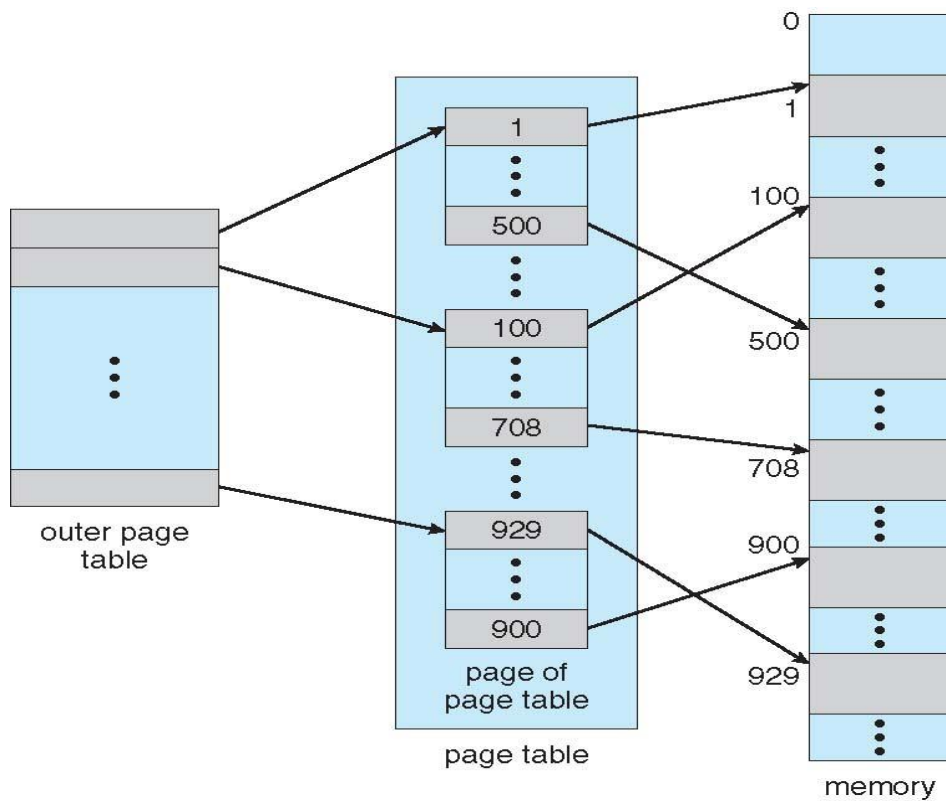 outer page
table
1
500
100
708
929
900
page of
page table
page table
0
1
100
500
708
900
929
memory